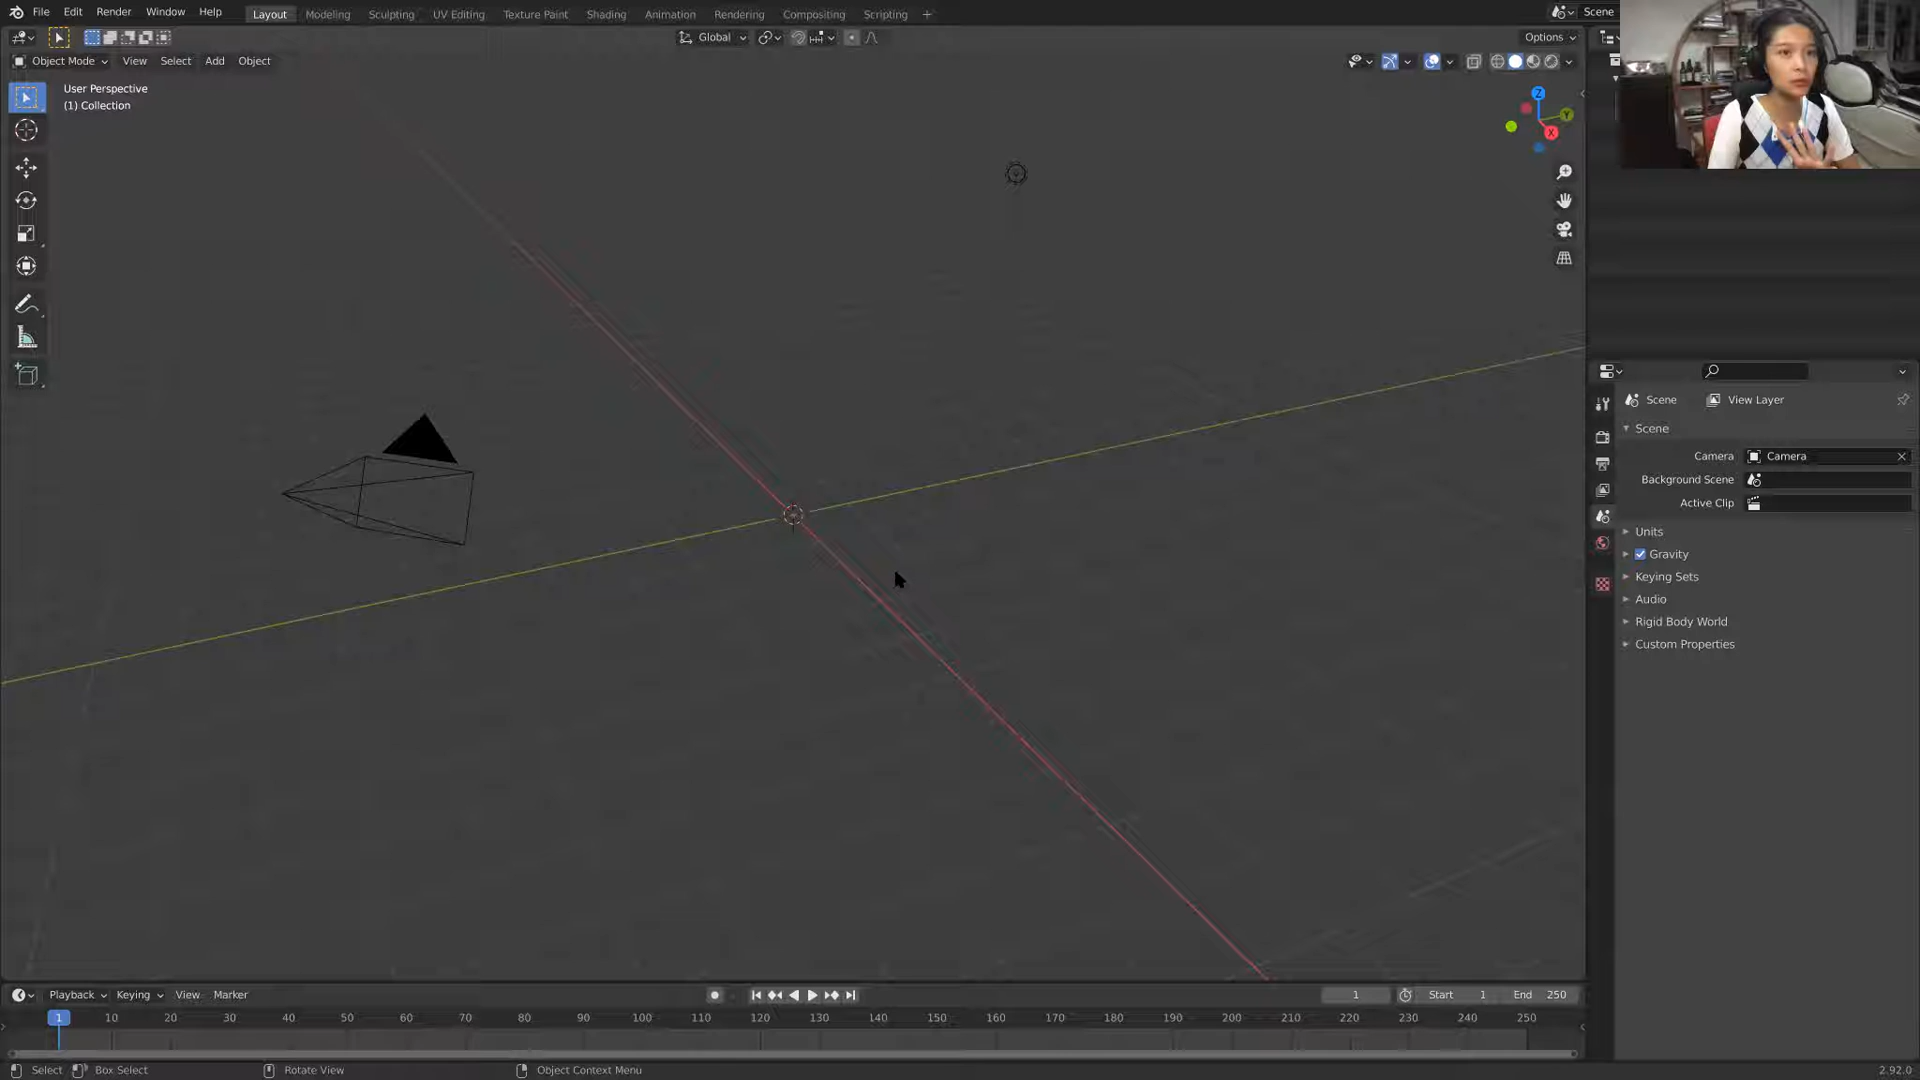 File Edit Render Window Help Layout Modeling Sculpting UV Editing Texture Paint Shading Animation Rendering Compositing Scripting + Scene
Global Options
Object Mode View Select Add Object
User Perspective
(1) Collection
Z
Y
X
Scene View Layer
Scene
Camera Camera
Background Scene
Active Clip
Units
Gravity
Keying Sets
Audio
Rigid Body World
Custom Properties
Playback Keying View Marker 1 Start 1 End 250
1 10 20 30 40 50 60 70 80 90 100 110 120 130 140 150 160 170 180 190 200 210 220 230 240 250
Select Box Select Rotate View Object Context Menu 2.92.0